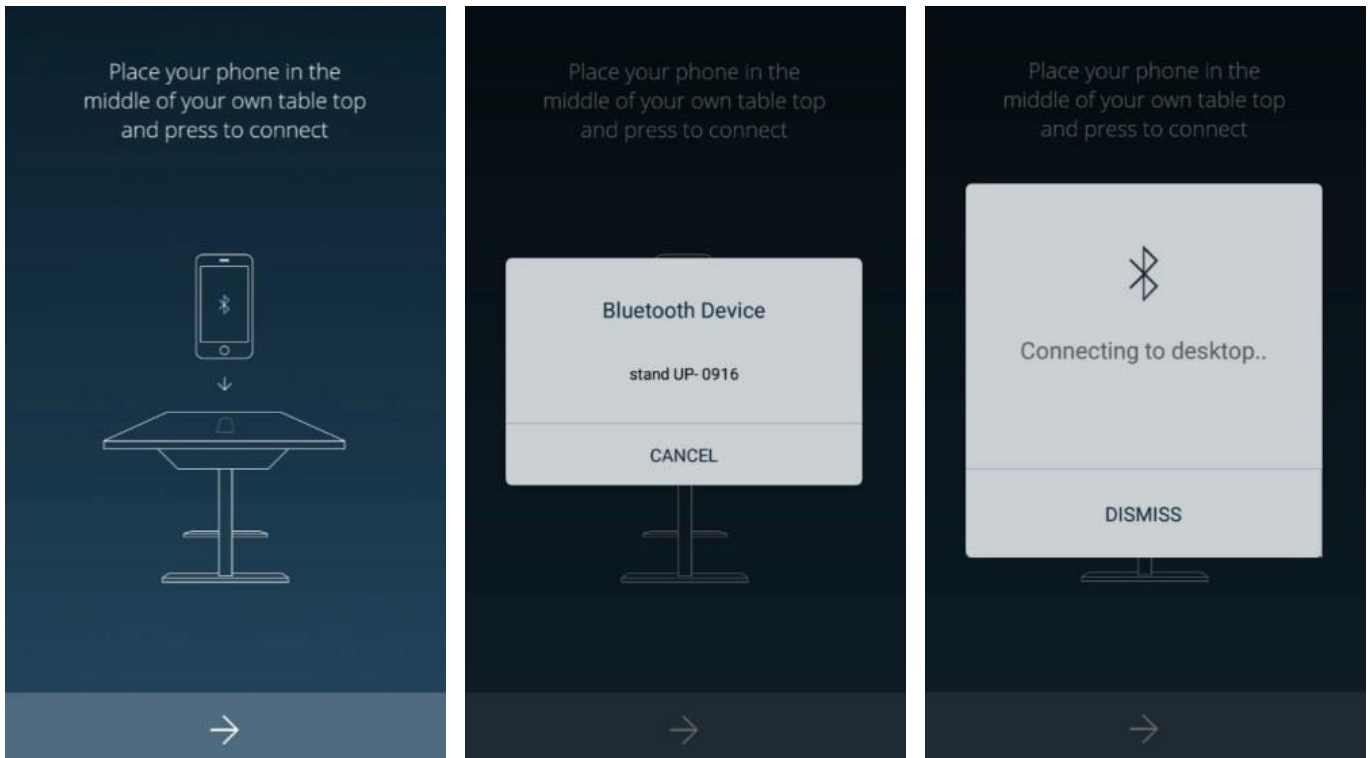 Place your phone in the
middle of your own table top
and press to connect
Place your phone in the
middle of your own table top
and press to connect
Bluetooth Device
stand UP- 0916
CANCEL
Place your phone in the
middle of your own table top
and press to connect
Connecting to desktop..
DISMISS